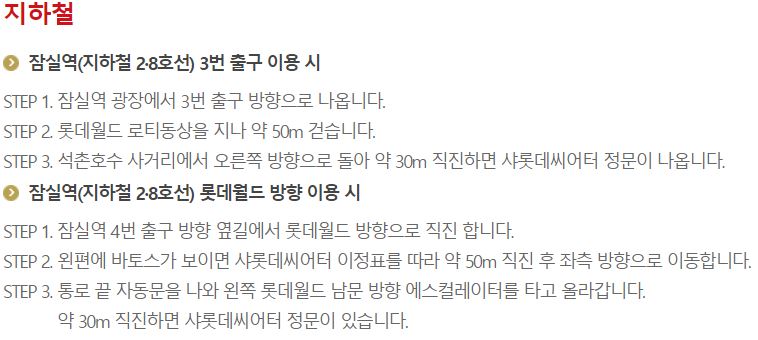 지하철
잠실역(지하철 2·8호선) 3번 출구 이용 시
STEP 1. 잠실역 광장에서 3번 출구 방향으로 나옵니다.
STEP 2. 롯데월드 로티동상을 지나 약 50m 걷습니다.
STEP 3. 석촌호수 사거리에서 오른쪽 방향으로 돌아 약 30m 직진하면 샤롯데씨어터 정문이 나옵니다.
잠실역(지하철 2·8호선) 롯데월드 방향 이용 시
STEP 1. 잠실역 4번 출구 방향 옆길에서 롯데월드 방향으로 직진 합니다.
STEP 2. 왼편에 바토스가 보이면 샤롯데씨어터 이정표를 따라 약 50m 직진 후 좌측 방향으로 이동합니다.
STEP 3. 통로 끝 자동문을 나와 왼쪽 롯데월드 남문 방향 에스컬레이터를 타고 올라갑니다.
약 30m 직진하면 샤롯데씨어터 정문이 있습니다.